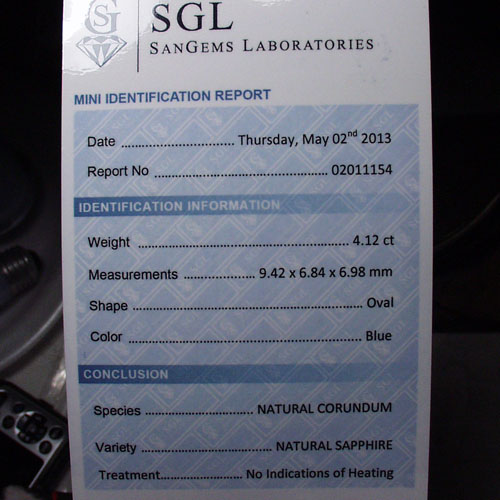 SG
SGL
SANGEMS LABORATORIES
MINI IDENTIFICATION REPORT
Date .................................. Thursday, May 02nd 2013
Report No .................................................... 02011154
IDENTIFICATION INFORMATION
Weight ............................................................... 4.12 ct
Measurements ..................... 9.42 x 6.84 x 6.98 mm
Shape ..................................................................... Oval
Color ...................................................................... Blue
CONCLUSION
Species ................................ NATURAL CORUNDUM
Variety ......................................... NATURAL SAPPHIRE
Treatment......................... No Indications of Heating